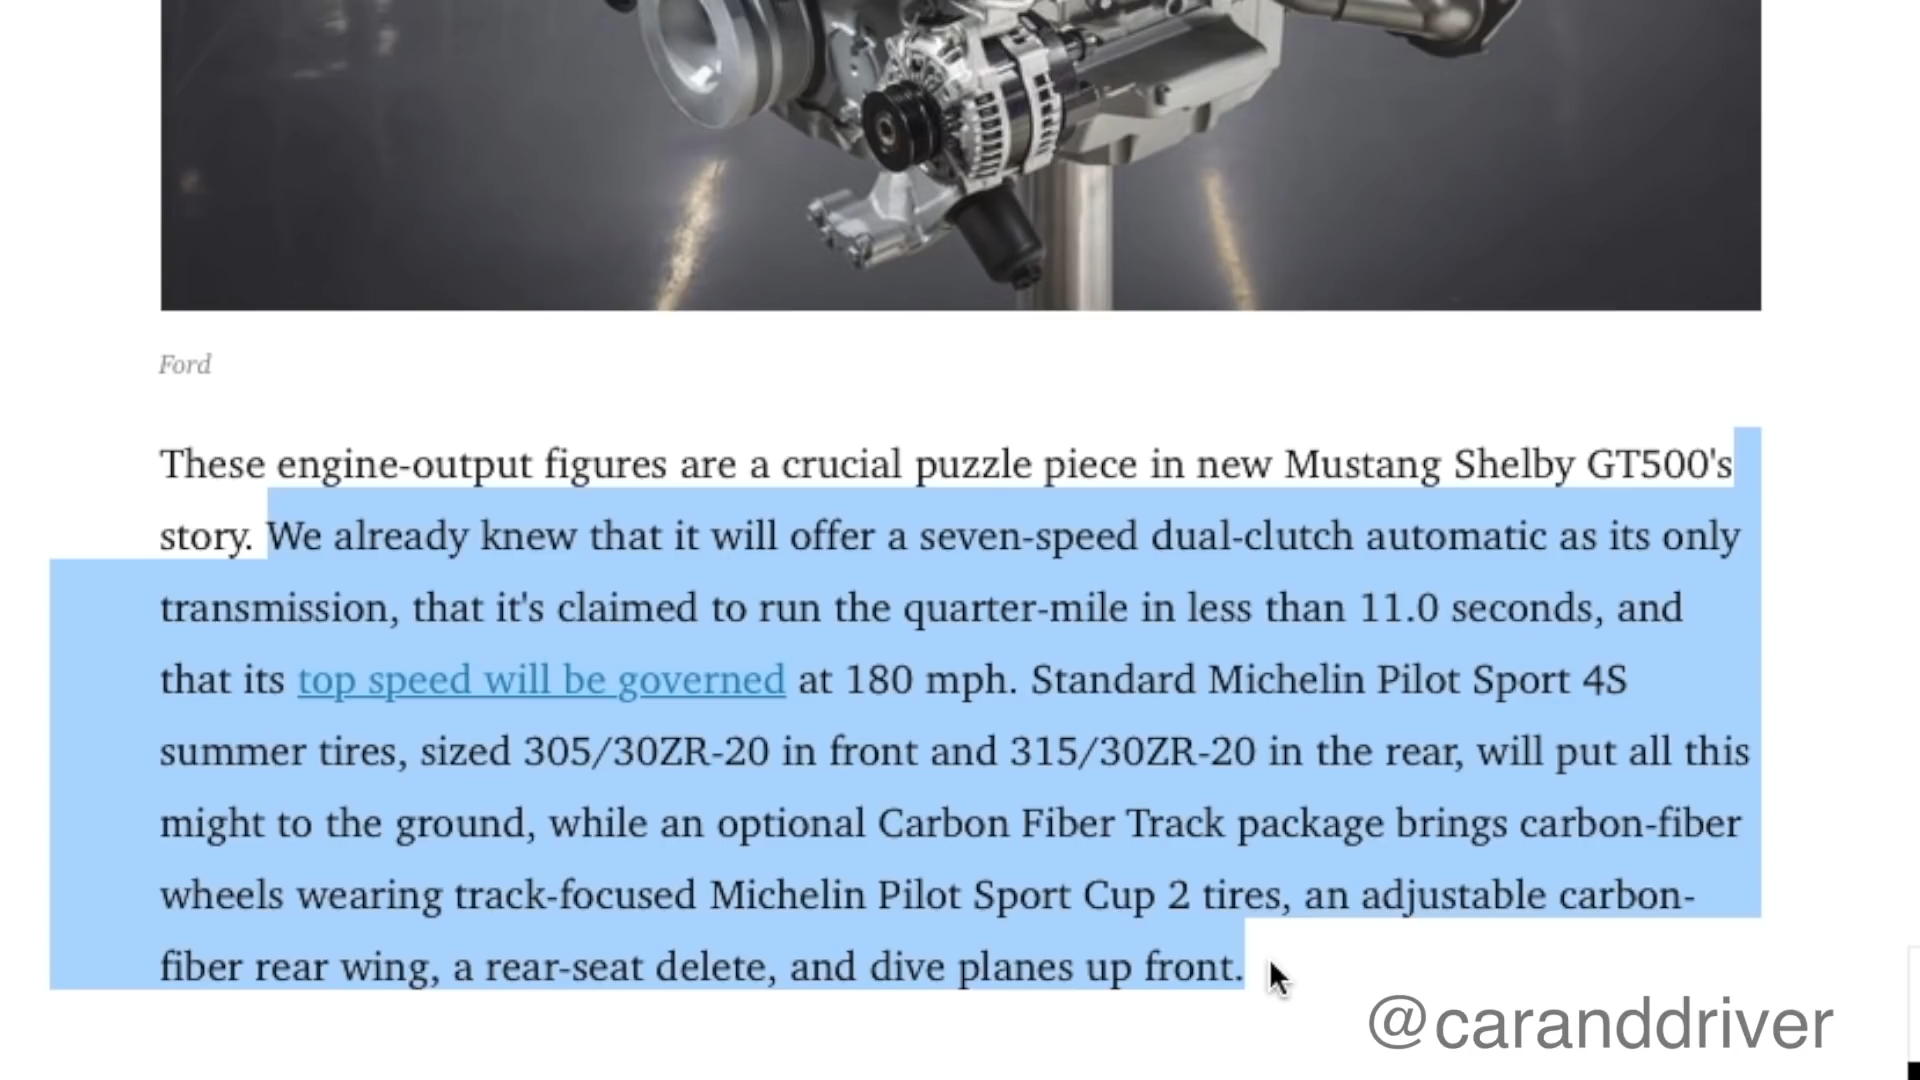 Ford
These engine-output figures are a crucial puzzle piece in new Mustang Shelby GT500's
story. We already knew that it will offer a seven-speed dual-clutch automatic as its only
transmission, that it's claimed to run the quarter-mile in less than 11.0 seconds, and
that its top speed will be governed at 180 mph. Standard Michelin Pilot Sport 4S
summer tires, sized 305/30ZR-20 in front and 315/30ZR-20 in the rear, will put all this
might to the ground, while an optional Carbon Fiber Track package brings carbon-fiber
wheels wearing track-focused Michelin Pilot Sport Cup 2 tires, an adjustable carbon-
fiber rear wing, a rear-seat delete, and dive planes up front.
@caranddriver